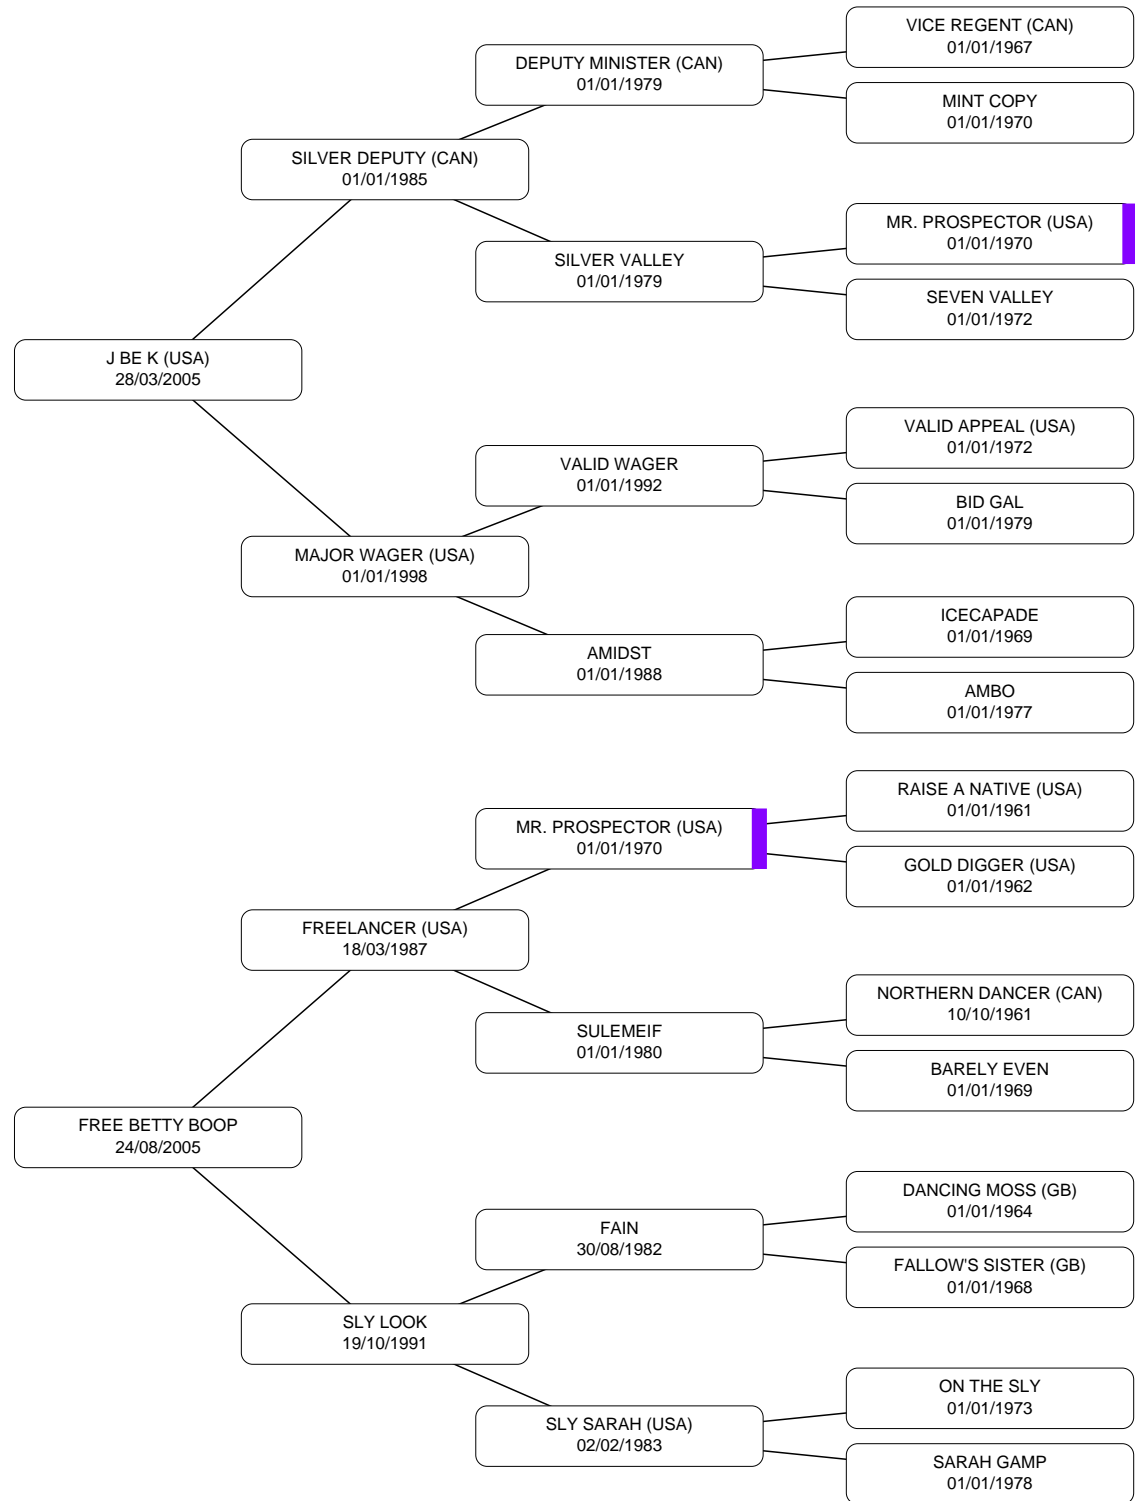 VICE REGENT (CAN)
01/01/1967
DEPUTY MINISTER (CAN)
01/01/1979
MINT COPY
01/01/1970
SILVER DEPUTY (CAN)
01/01/1985
MR. PROSPECTOR (USA)
01/01/1970
SILVER VALLEY
01/01/1979
SEVEN VALLEY
01/01/1972
J BE K (USA)
28/03/2005
VALID APPEAL (USA)
01/01/1972
VALID WAGER
01/01/1992
BID GAL
01/01/1979
MAJOR WAGER (USA)
01/01/1998
ICECAPADE
01/01/1969
AMIDST
01/01/1988
AMBO
01/01/1977
RAISE A NATIVE (USA)
01/01/1961
MR. PROSPECTOR (USA)
01/01/1970
GOLD DIGGER (USA)
01/01/1962
FREELANCER (USA)
18/03/1987
NORTHERN DANCER (CAN)
10/10/1961
SULEMEIF
01/01/1980
BARELY EVEN
01/01/1969
FREE BETTY BOOP
24/08/2005
DANCING MOSS (GB)
01/01/1964
FAIN
30/08/1982
FALLOW'S SISTER (GB)
01/01/1968
SLY LOOK
19/10/1991
ON THE SLY
01/01/1973
SLY SARAH (USA)
02/02/1983
SARAH GAMP
01/01/1978